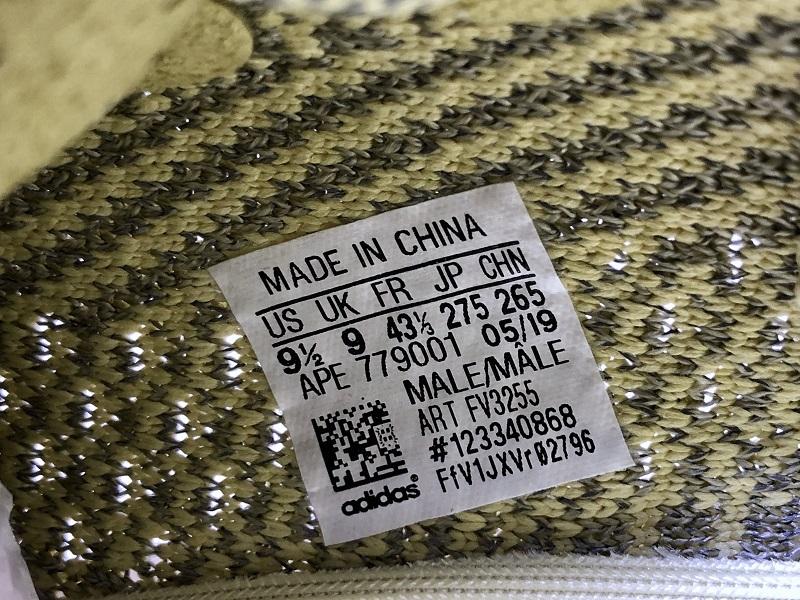 MADE IN CHINA
US UK FR JP CHN
9½ 9 43⅓ 275 265
APE 779001 05/19
MALE/MÂLE
ART FV3255
#123340868
FfV1JXVr02796
adidas®